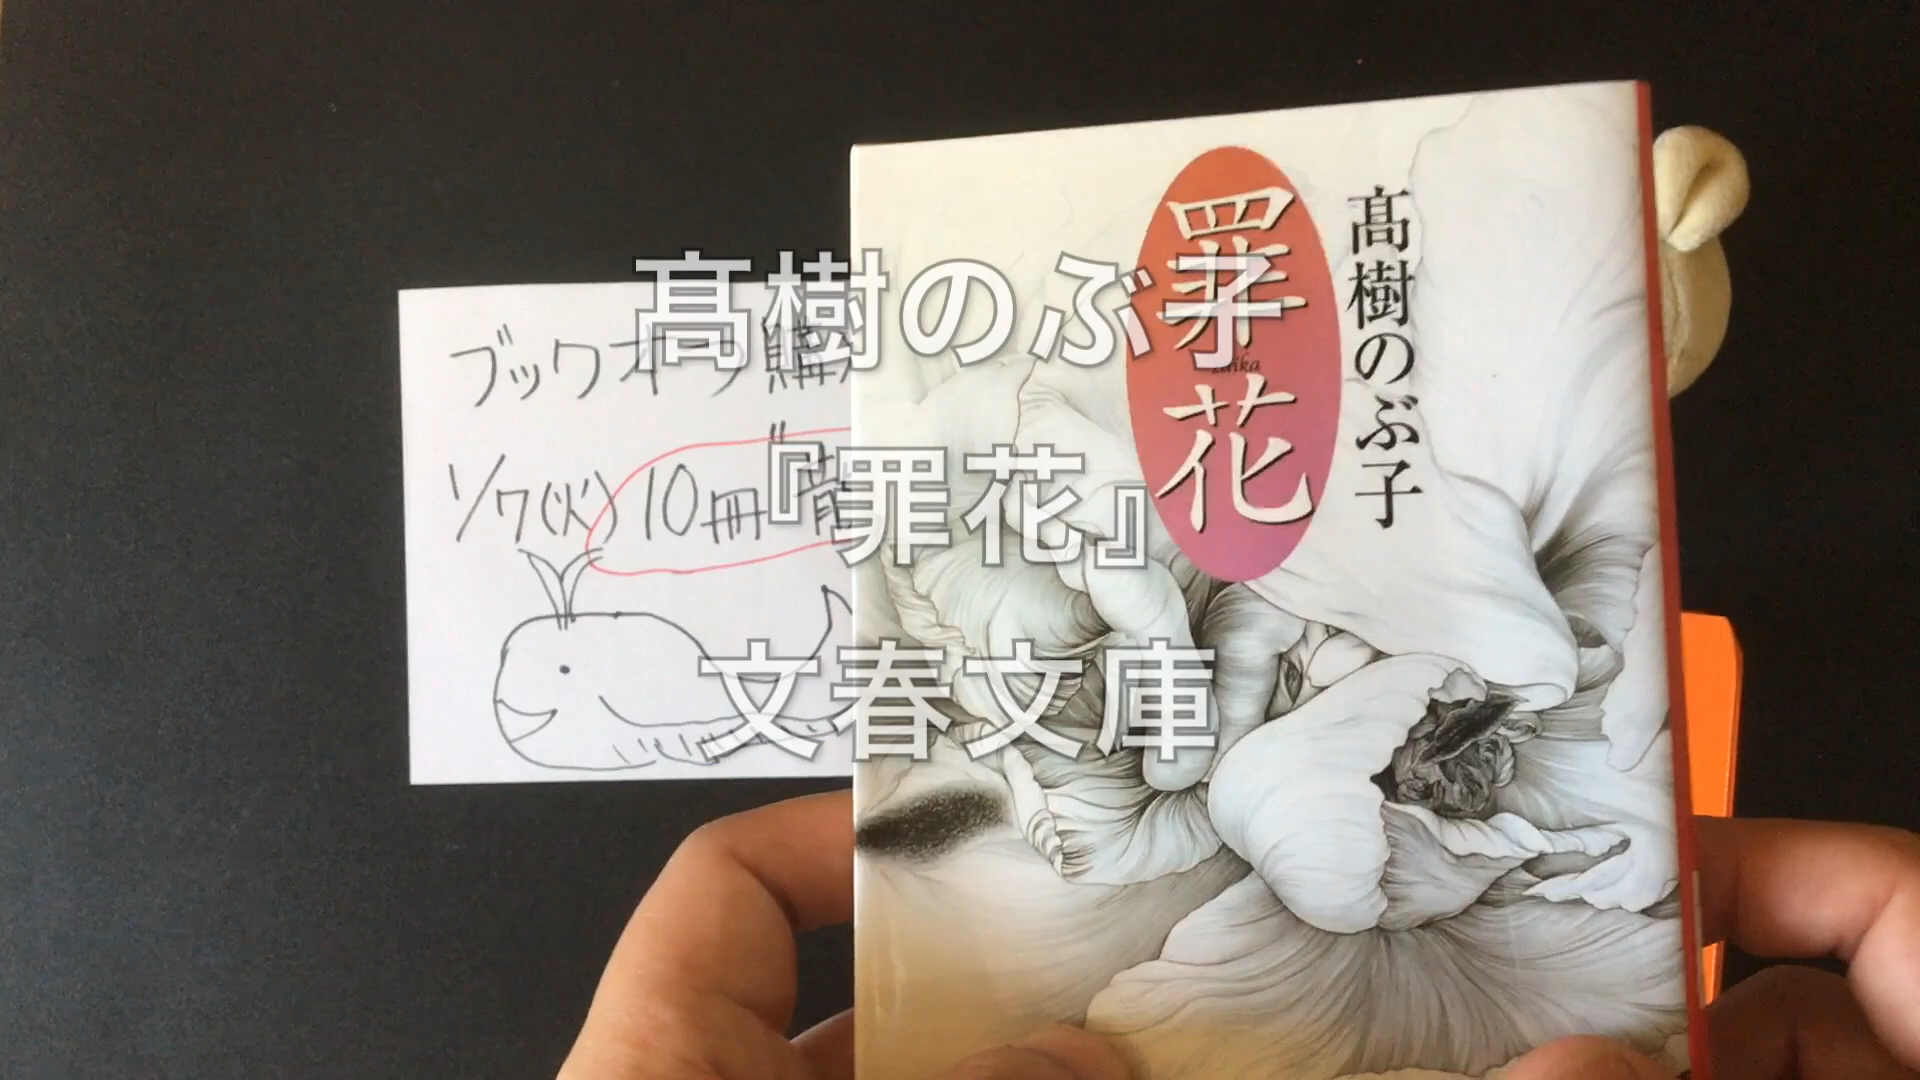 髙樹のぶ子
『罪花』
文春文庫
罪花
髙樹のぶ子
ブックオフ購
1/7(火) 10冊